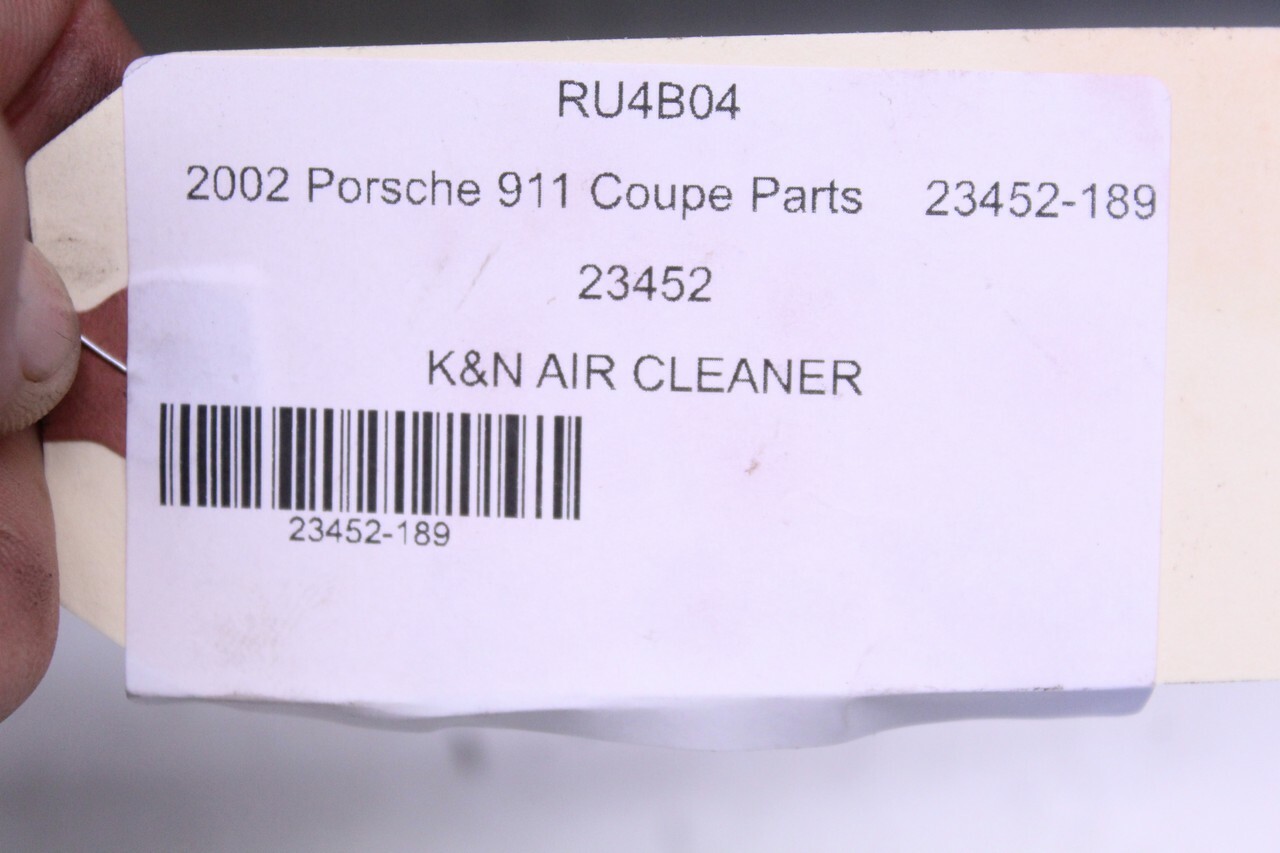 RU4B04
2002 Porsche 911 Coupe Parts 23452-189
23452
K&N AIR CLEANER
23452-189